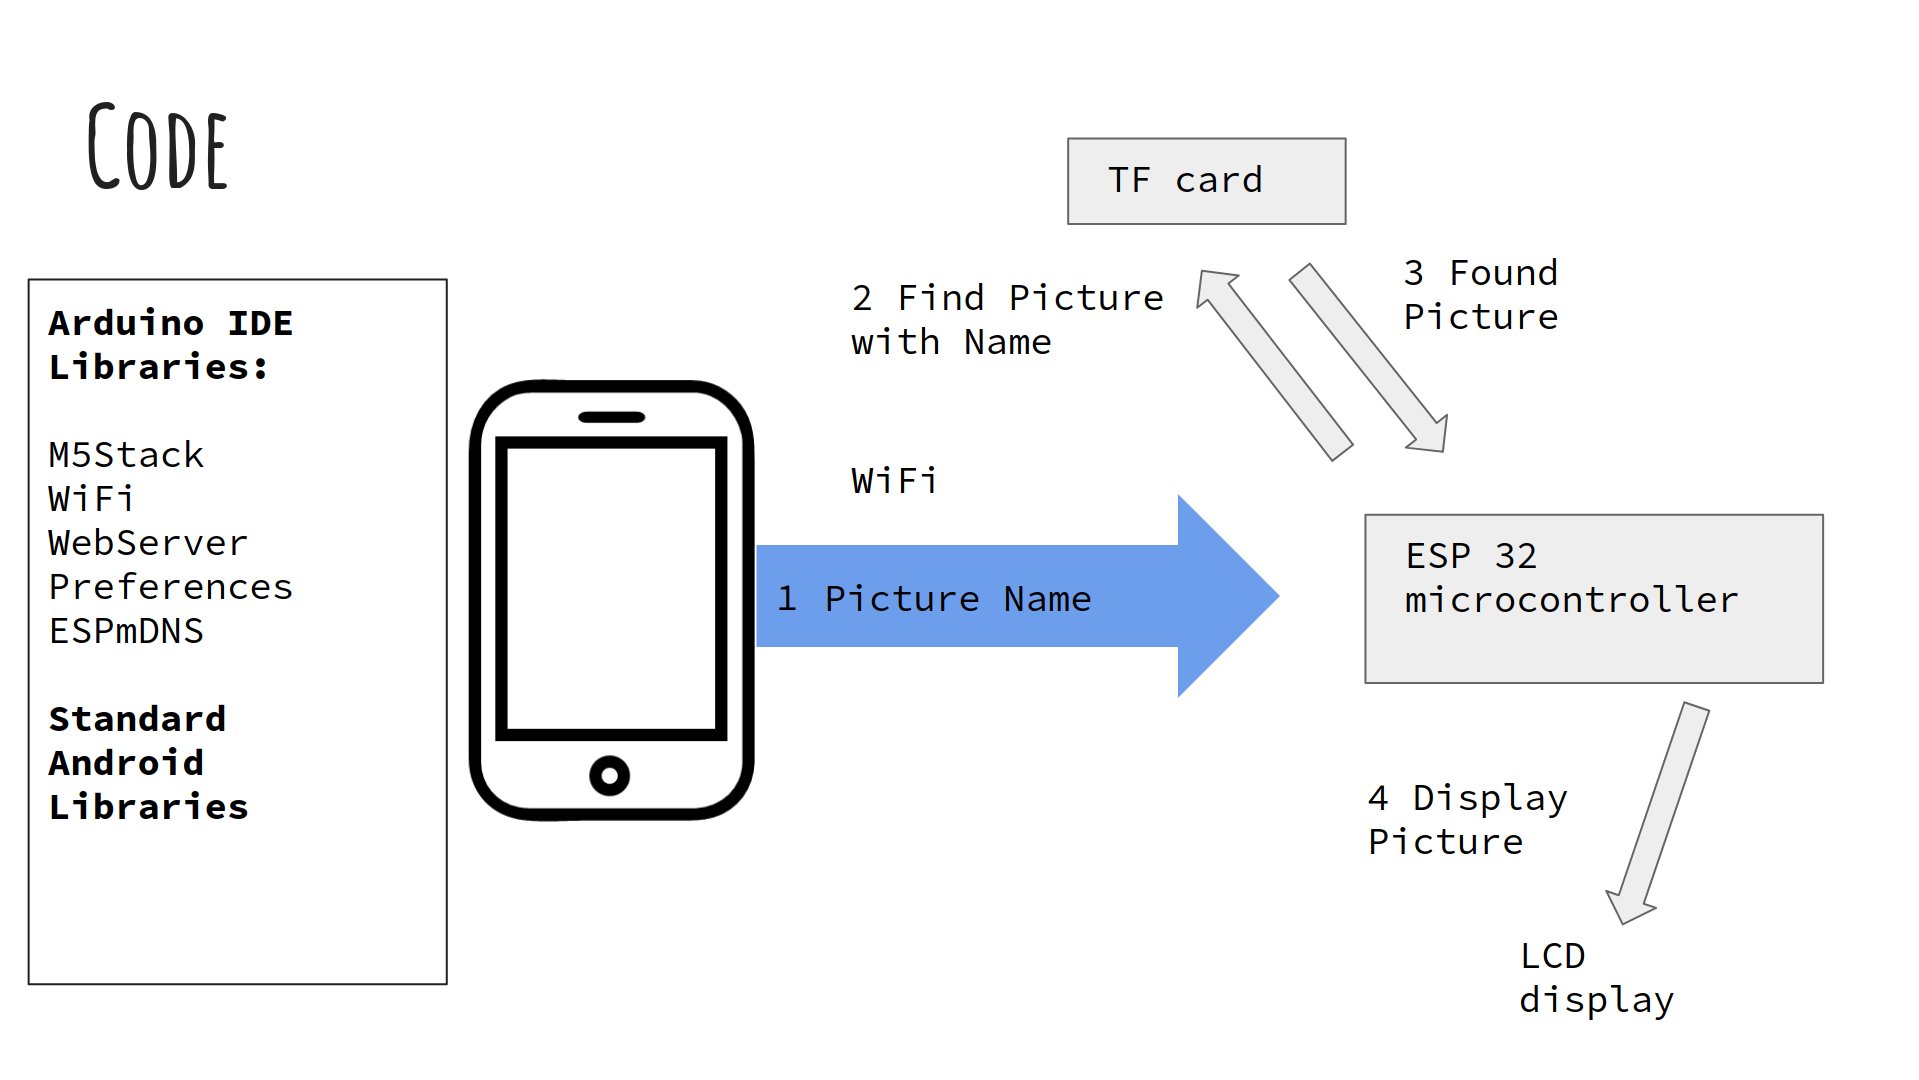 Code
Arduino IDE
Libraries:
M5Stack
WiFi
WebServer
Preferences
ESPmDNS
Standard
Android
Libraries
TF card
2 Find Picture
with Name
3 Found
Picture
WiFi
1 Picture Name
ESP 32
microcontroller
4 Display
Picture
LCD
display